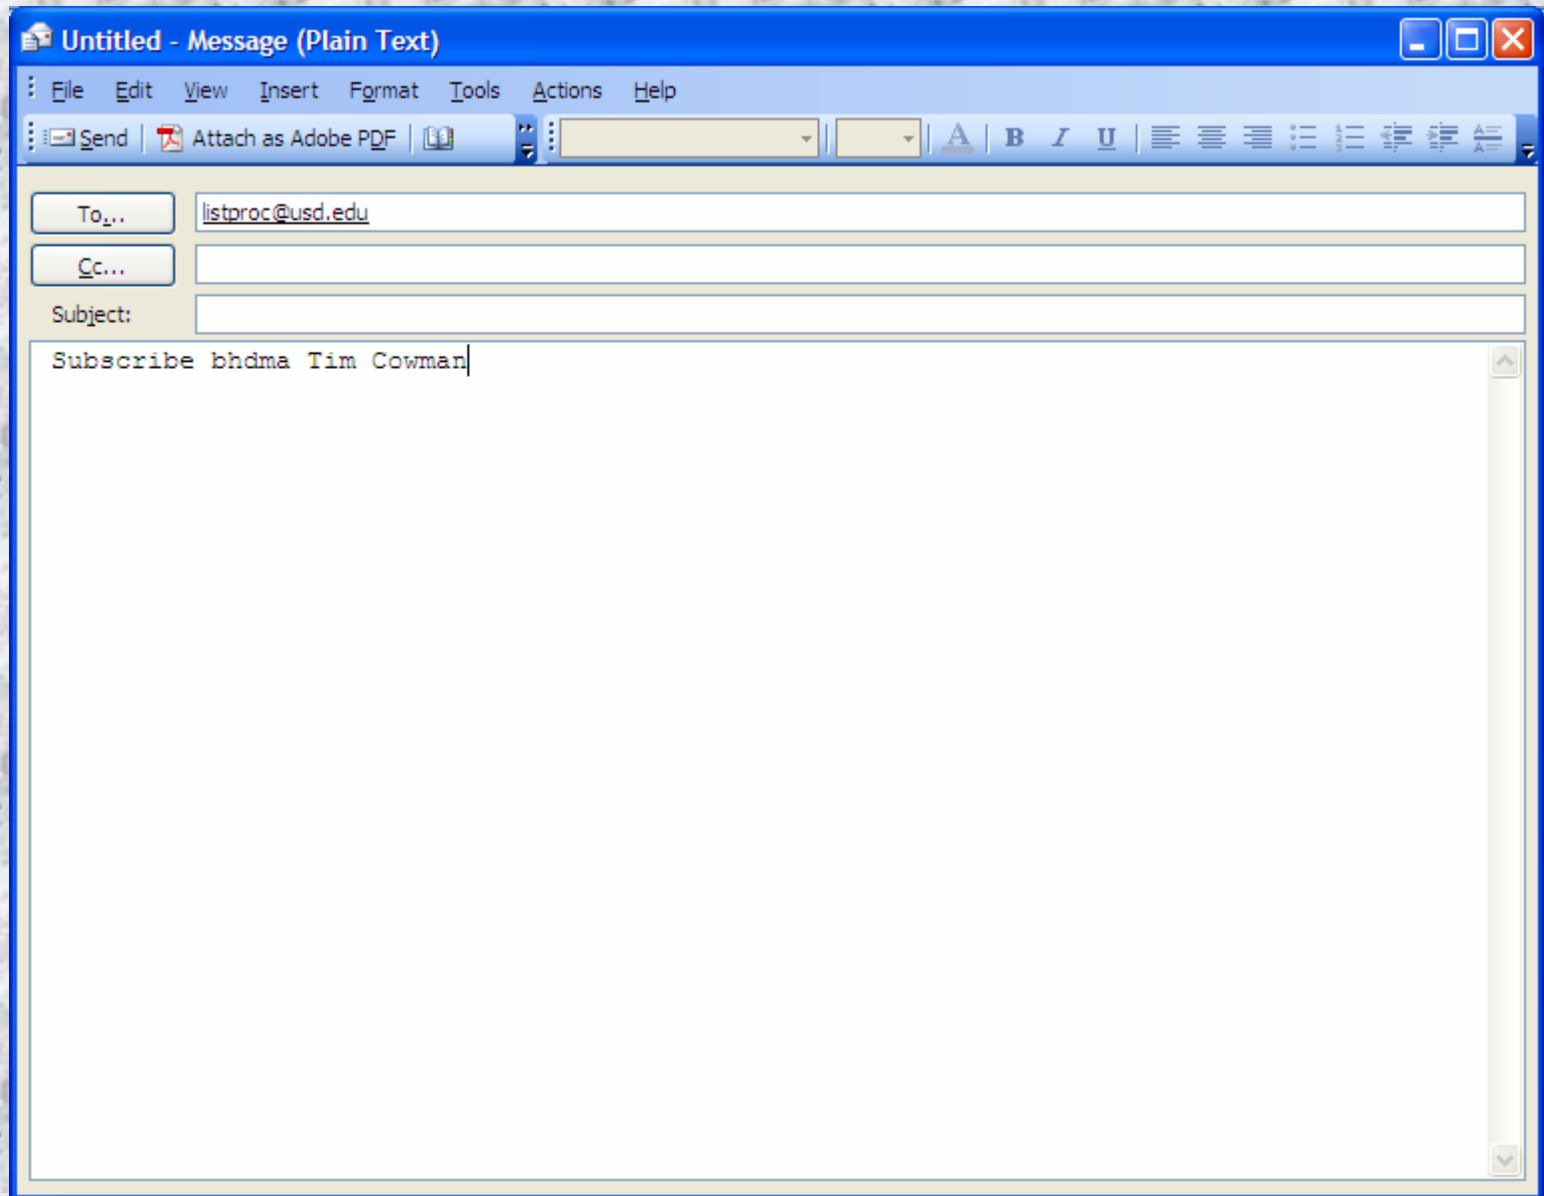 Untitled - Message (Plain Text)
File Edit View Insert Format Tools Actions Help
Send Attach as Adobe PDF A B I U
To... listproc@usd.edu
Cc...
Subject:
Subscribe bhdma Tim Cowman